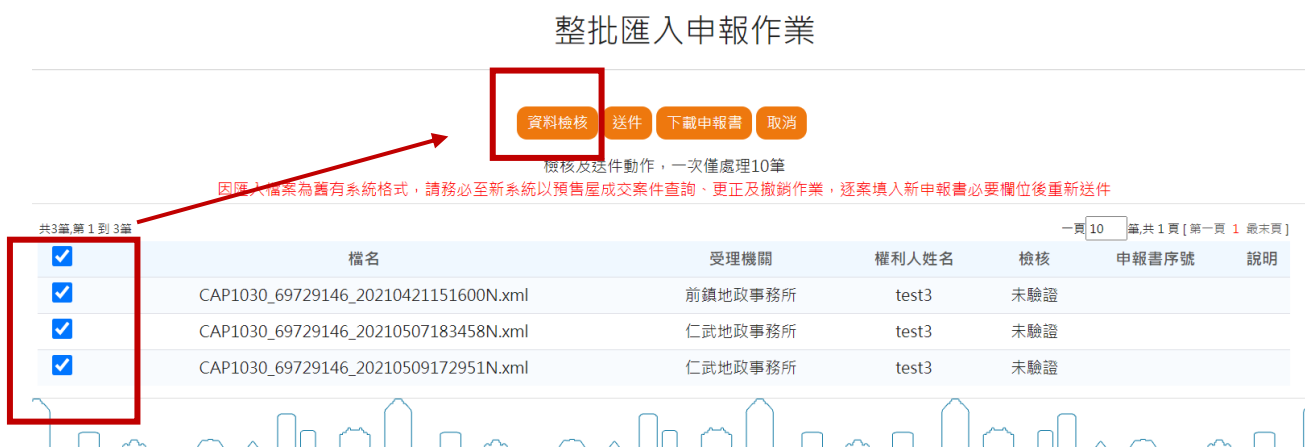 整批匯入申報作業
資料檢核 送件 下載申報書 取消
檢核及送件動作，一次僅處理10筆
因匯入檔案為舊有系統格式，請務必至新系統以預售屋成交案件查詢、更正及撤銷作業，逐案填入新申報書必要欄位後重新送件
共3筆,第 1 到 3筆 一頁 10 筆,共 1 頁 [ 第一頁 1 最末頁 ]
檔名 受理機關 權利人姓名 檢核 申報書序號 說明
CAP1030_69729146_20210421151600N.xml 前鎮地政事務所 test3 未驗證
CAP1030_69729146_20210507183458N.xml 仁武地政事務所 test3 未驗證
CAP1030_69729146_20210509172951N.xml 仁武地政事務所 test3 未驗證